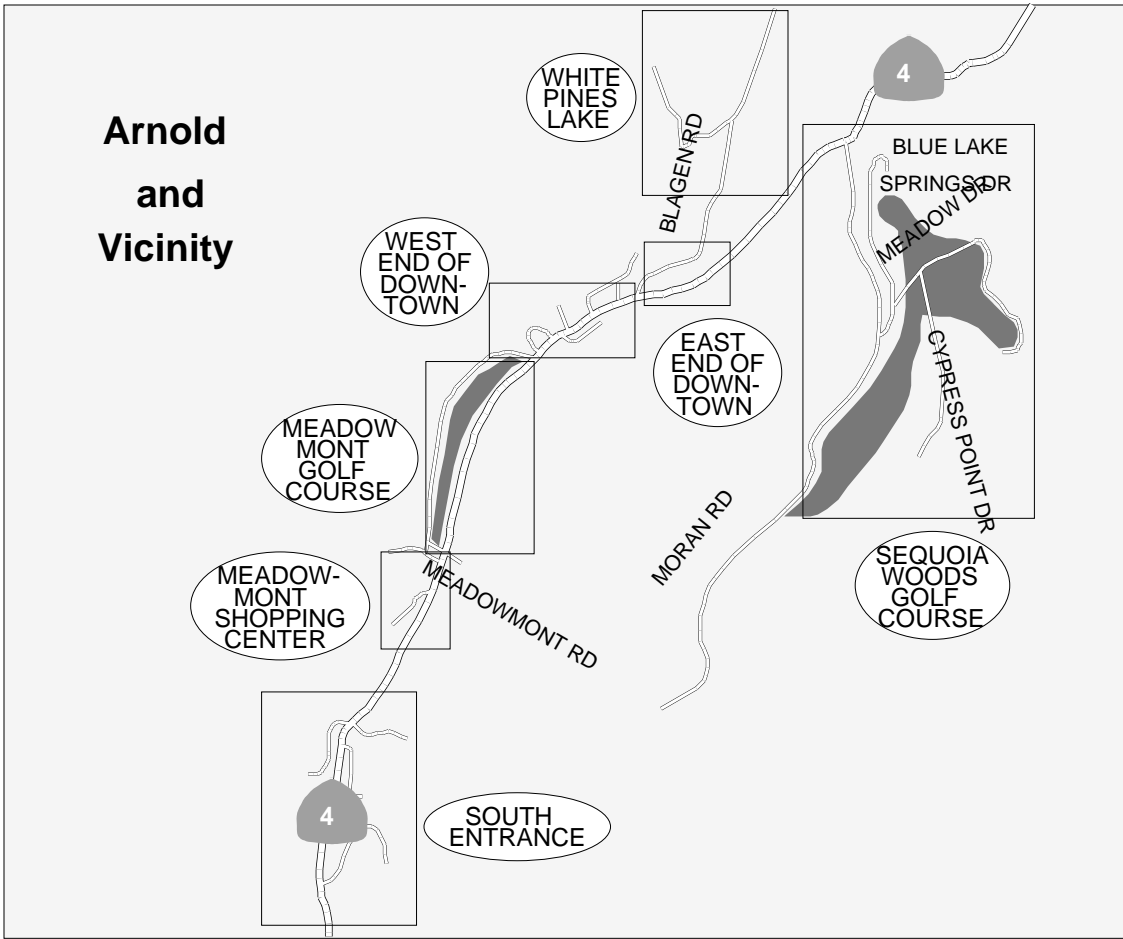 Arnold
and
Vicinity
WHITE
PINES
LAKE
4
BLAGEN RD
BLUE LAKE
SPRINGS DR
MEADOW DR
WEST
END OF
DOWN-
TOWN
EAST
END OF
DOWN-
TOWN
CYPRESS POINT DR
MEADOW
MONT
GOLF
COURSE
MORAN RD
SEQUOIA
WOODS
GOLF
COURSE
MEADOW-
MONT
SHOPPING
CENTER
MEADOWMONT RD
4
SOUTH
ENTRANCE